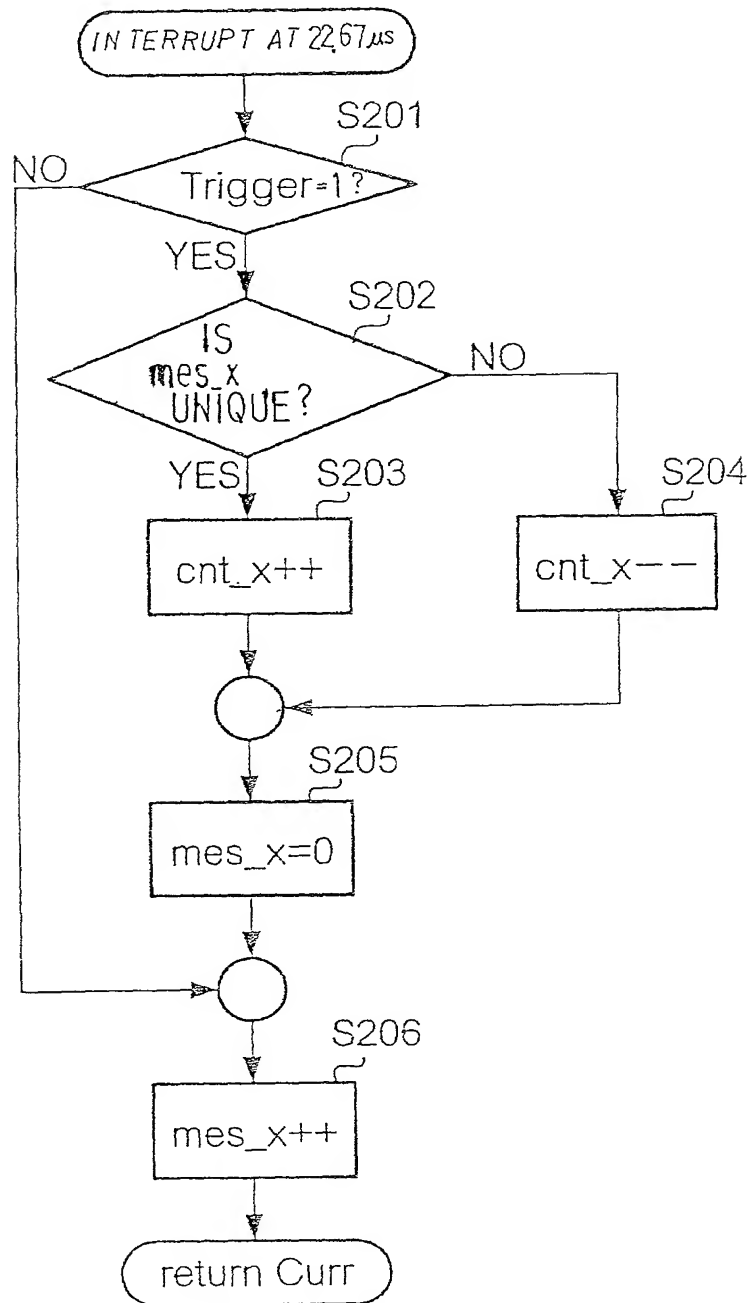 INTERRUPT AT 22.67µs
S201
NO
Trigger=1?
YES
S202
IS
mes_x
UNIQUE?
NO
YES
S203
S204
cnt_x++
cnt_x--
S205
mes_x=0
S206
mes_x++
return Curr